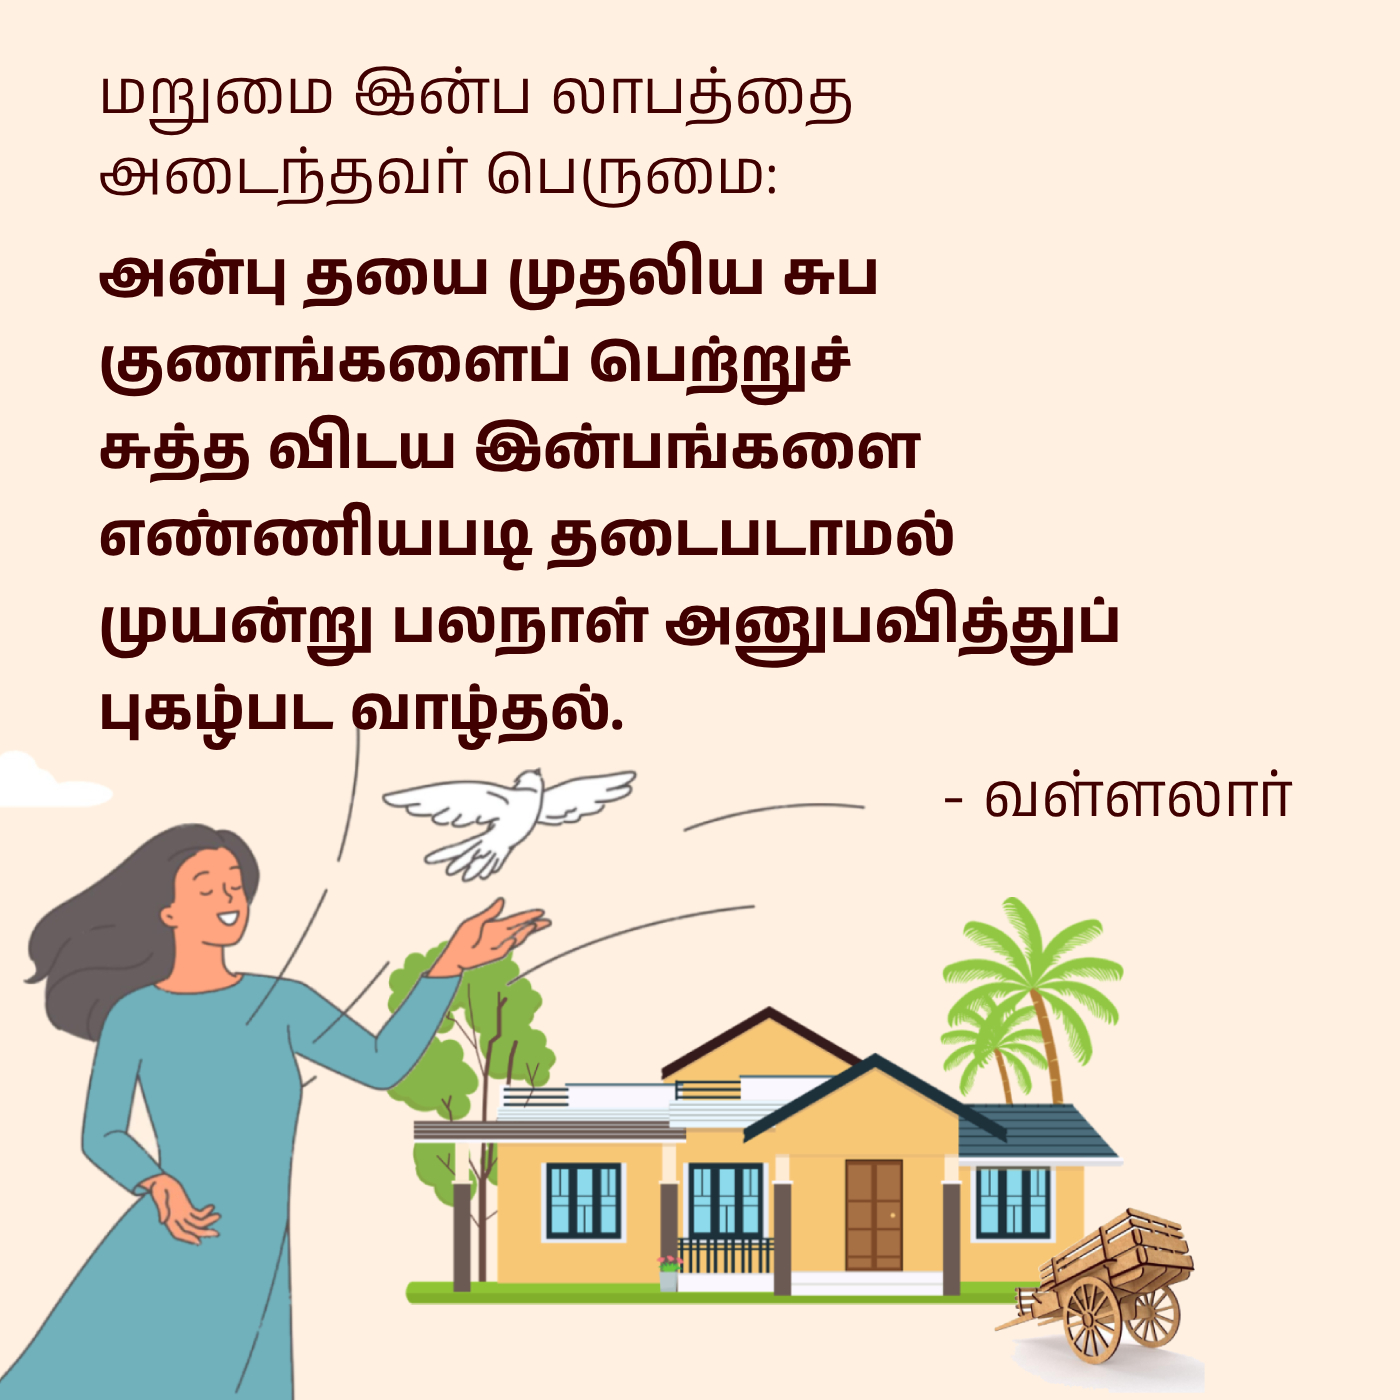 மறுமை இன்ப லாபத்தை
அடைந்தவர் பெருமை:
அன்பு தயை முதலிய சுப
குணங்களைப் பெற்றுச்
சுத்த விடய இன்பங்களை
எண்ணியபடி தடைபடாமல்
முயன்று பலநாள் அனுபவித்துப்
புகழ்பட வாழ்தல்.
- வள்ளலார்